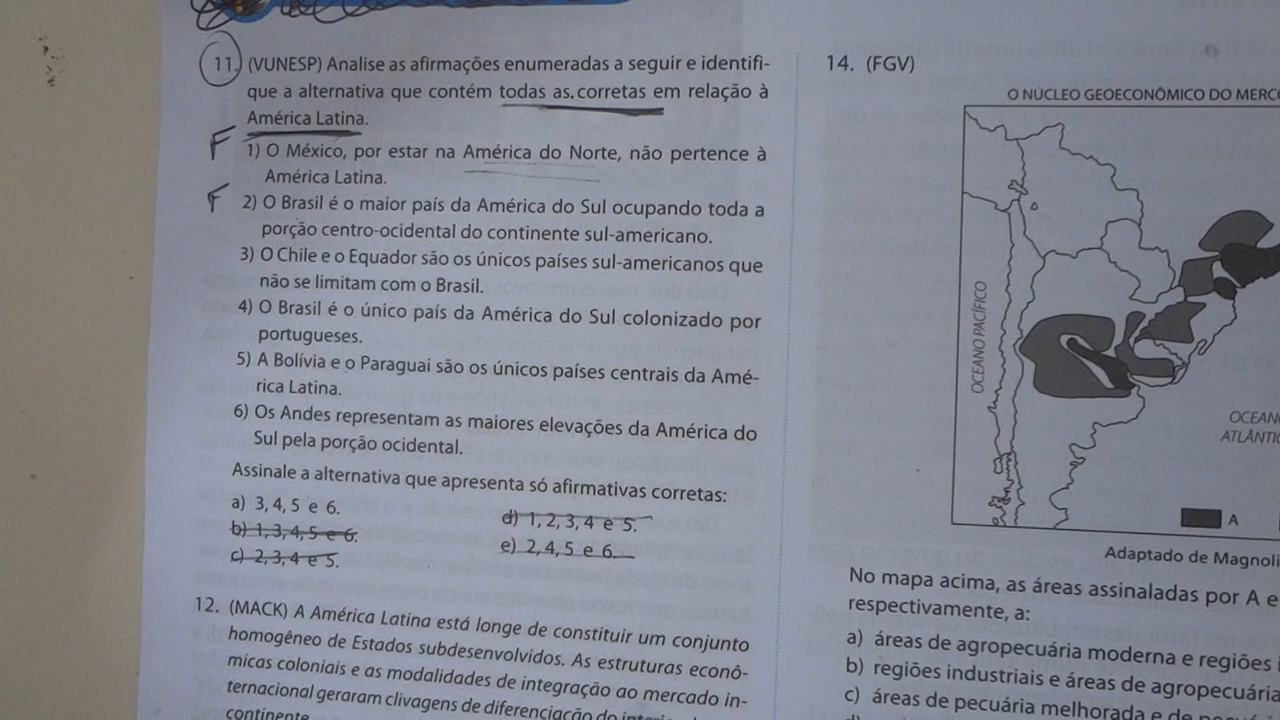 11. (VUNESP) Analise as afirmações enumeradas a seguir e identifi-
que a alternativa que contém todas as corretas em relação à
América Latina.
F 1) O México, por estar na América do Norte, não pertence à
América Latina.
F 2) O Brasil é o maior país da América do Sul ocupando toda a
porção centro-ocidental do continente sul-americano.
3) O Chile e o Equador são os únicos países sul-americanos que
não se limitam com o Brasil.
4) O Brasil é o único país da América do Sul colonizado por
portugueses.
5) A Bolívia e o Paraguai são os únicos países centrais da Amé-
rica Latina.
6) Os Andes representam as maiores elevações da América do
Sul pela porção ocidental.
Assinale a alternativa que apresenta só afirmativas corretas:
a) 3, 4, 5 e 6.
b) 1, 3, 4, 5 e 6.
c) 2, 3, 4 e 5.
d) 1, 2, 3, 4 e 5.
e) 2, 4, 5 e 6.
12. (MACK) A América Latina está longe de constituir um conjunto
homogêneo de Estados subdesenvolvidos. As estruturas econô-
micas coloniais e as modalidades de integração ao mercado in-
ternacional geraram clivagens de diferenciação do
continente
14. (FGV)
O NÚCLEO GEOECONÔMICO DO MERC
OCEANO PACÍFICO
OCEAN
ATLÂNTI
A
Adaptado de Magnoli
No mapa acima, as áreas assinaladas por A e
respectivamente, a:
a) áreas de agropecuária moderna e regiões
b) regiões industriais e áreas de agropecuária
c) áreas de pecuária melhorada e de